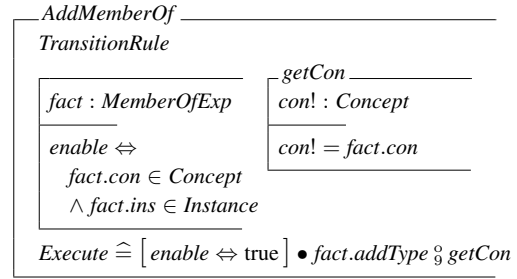 AddMemberOf
TransitionRule
fact : MemberOfExp
enable ⇔
fact.con ∈ Concept
∧ fact.ins ∈ Instance
getCon
con! : Concept
con! = fact.con
Execute ≙ [ enable ⇔ true ] • fact.addType ⨟ getCon